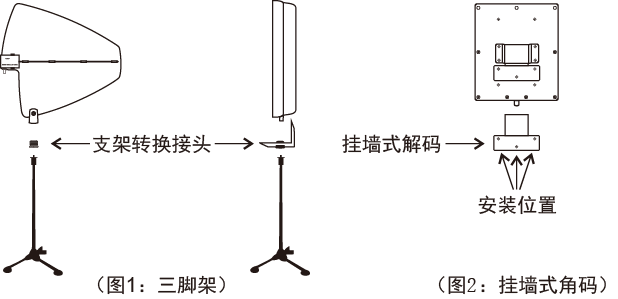 支架转换接头
挂墙式解码
安装位置
（图1：三脚架）
（图2：挂墙式角码）